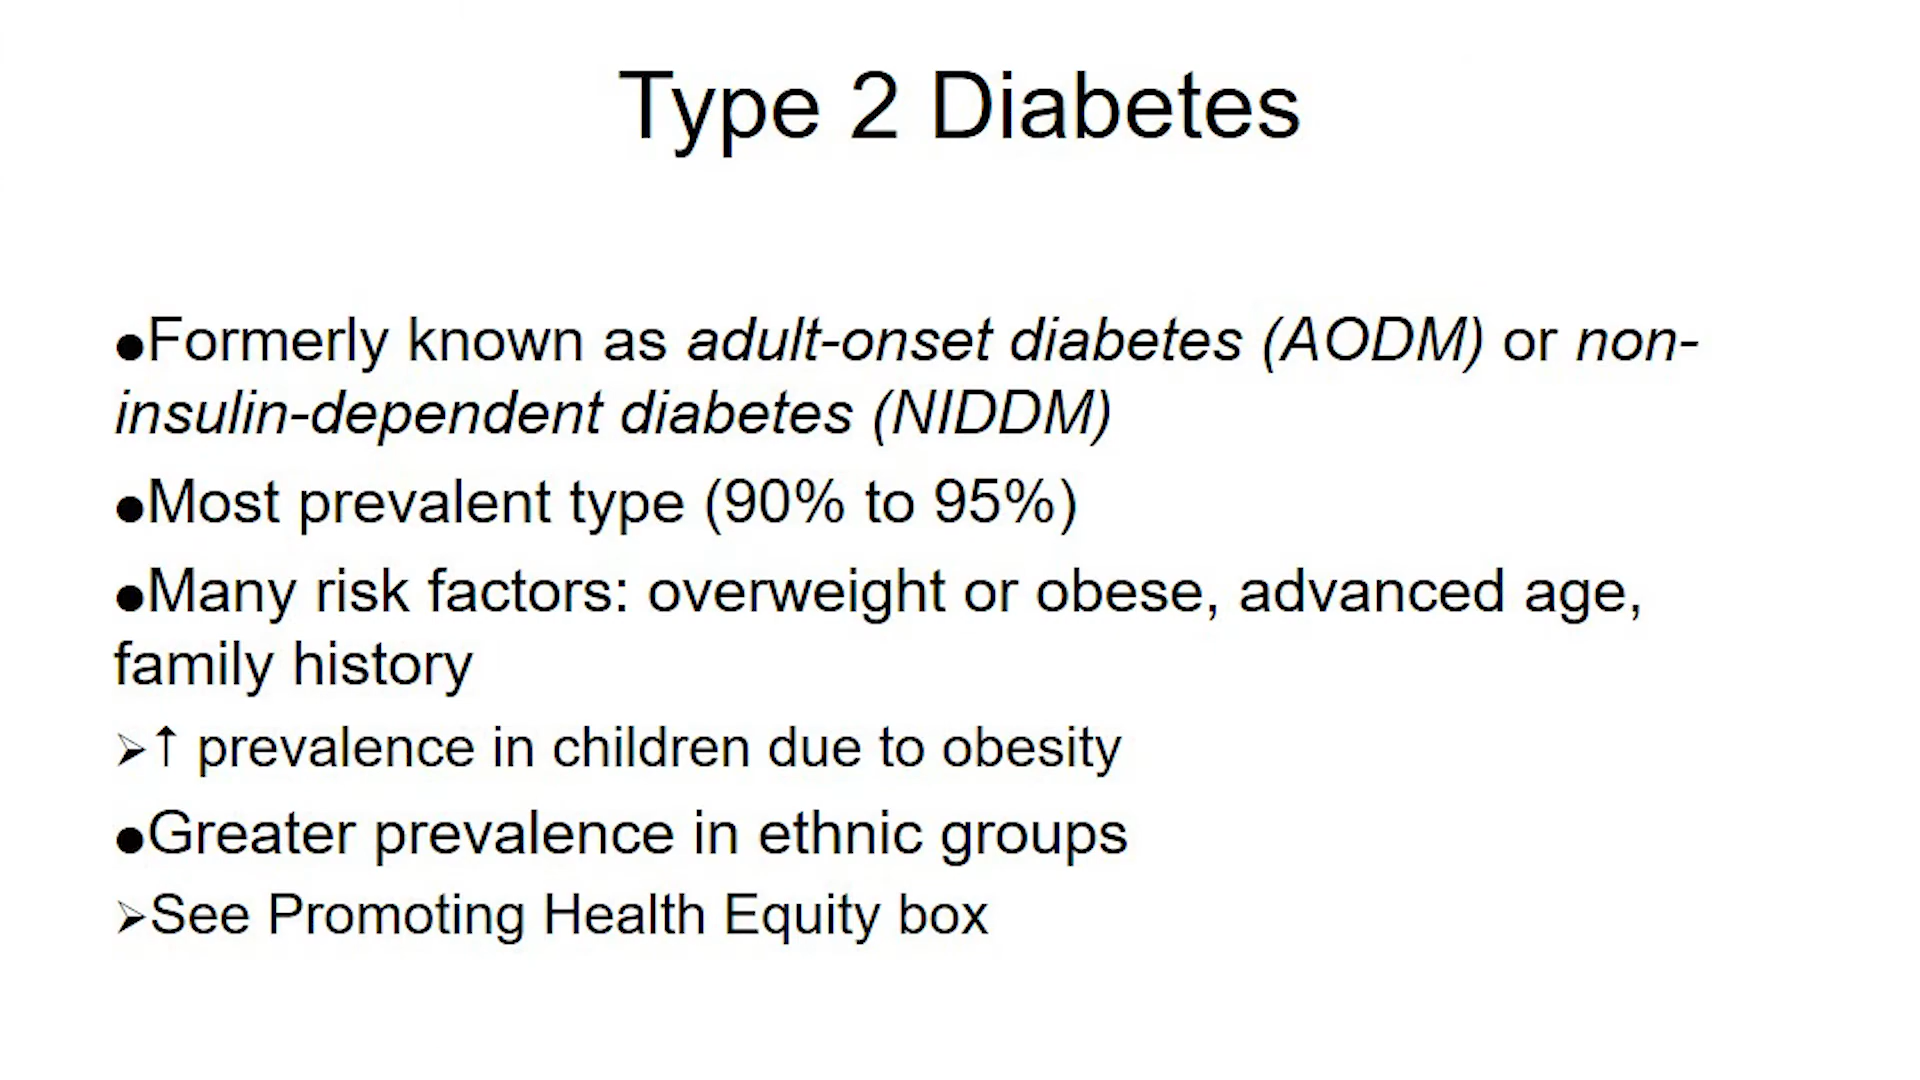 Type 2 Diabetes
●Formerly known as adult-onset diabetes (AODM) or non-
insulin-dependent diabetes (NIDDM)
●Most prevalent type (90% to 95%)
●Many risk factors: overweight or obese, advanced age,
family history
➢↑ prevalence in children due to obesity
●Greater prevalence in ethnic groups
➢See Promoting Health Equity box